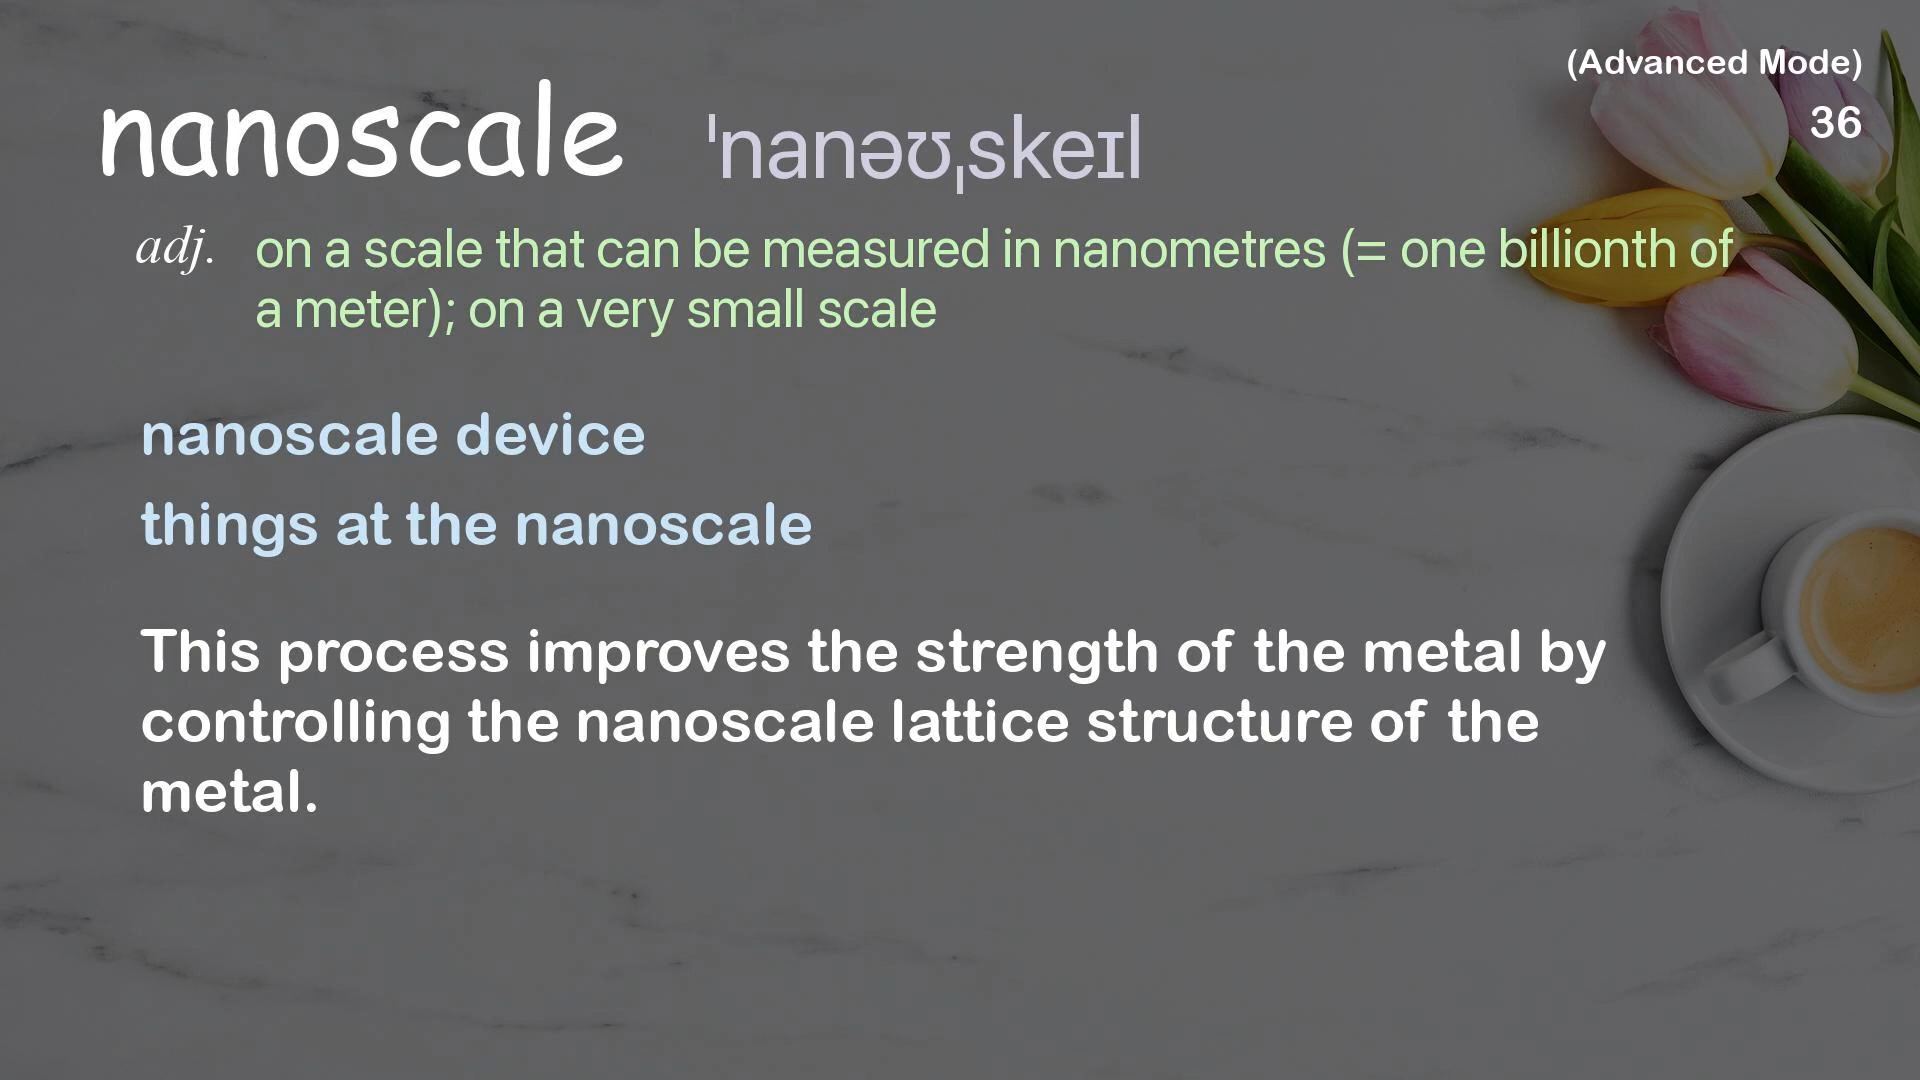 (Advanced Mode)
36
nanoscale ˈnanəʊˌskeɪl
adj. on a scale that can be measured in nanometres (= one billionth of
a meter); on a very small scale
nanoscale device
things at the nanoscale
This process improves the strength of the metal by
controlling the nanoscale lattice structure of the
metal.